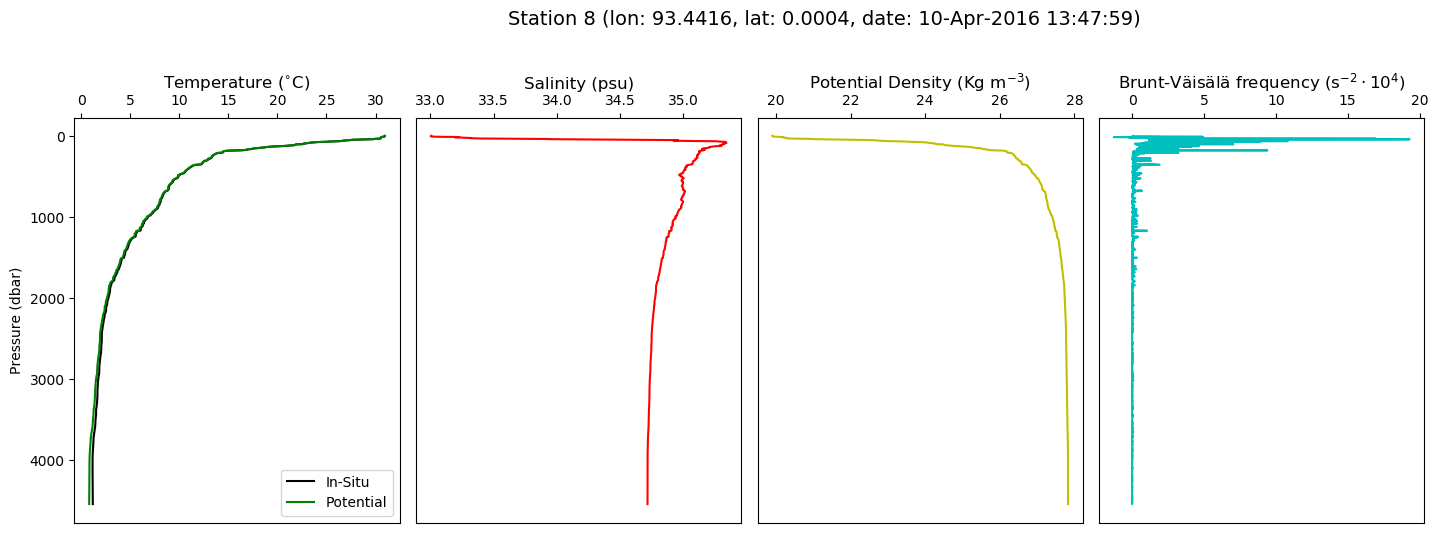 Station 8 (lon: 93.4416, lat: 0.0004, date: 10-Apr-2016 13:47:59)
Temperature (°C)
0 5 10 15 20 25 30
Salinity (psu)
33.0 33.5 34.0 34.5 35.0
Potential Density (Kg m⁻³)
20 22 24 26 28
Brunt-Väisälä frequency (s⁻² · 10⁴)
0 5 10 15 20
Pressure (dbar)
0
1000
2000
3000
4000
In-Situ
Potential